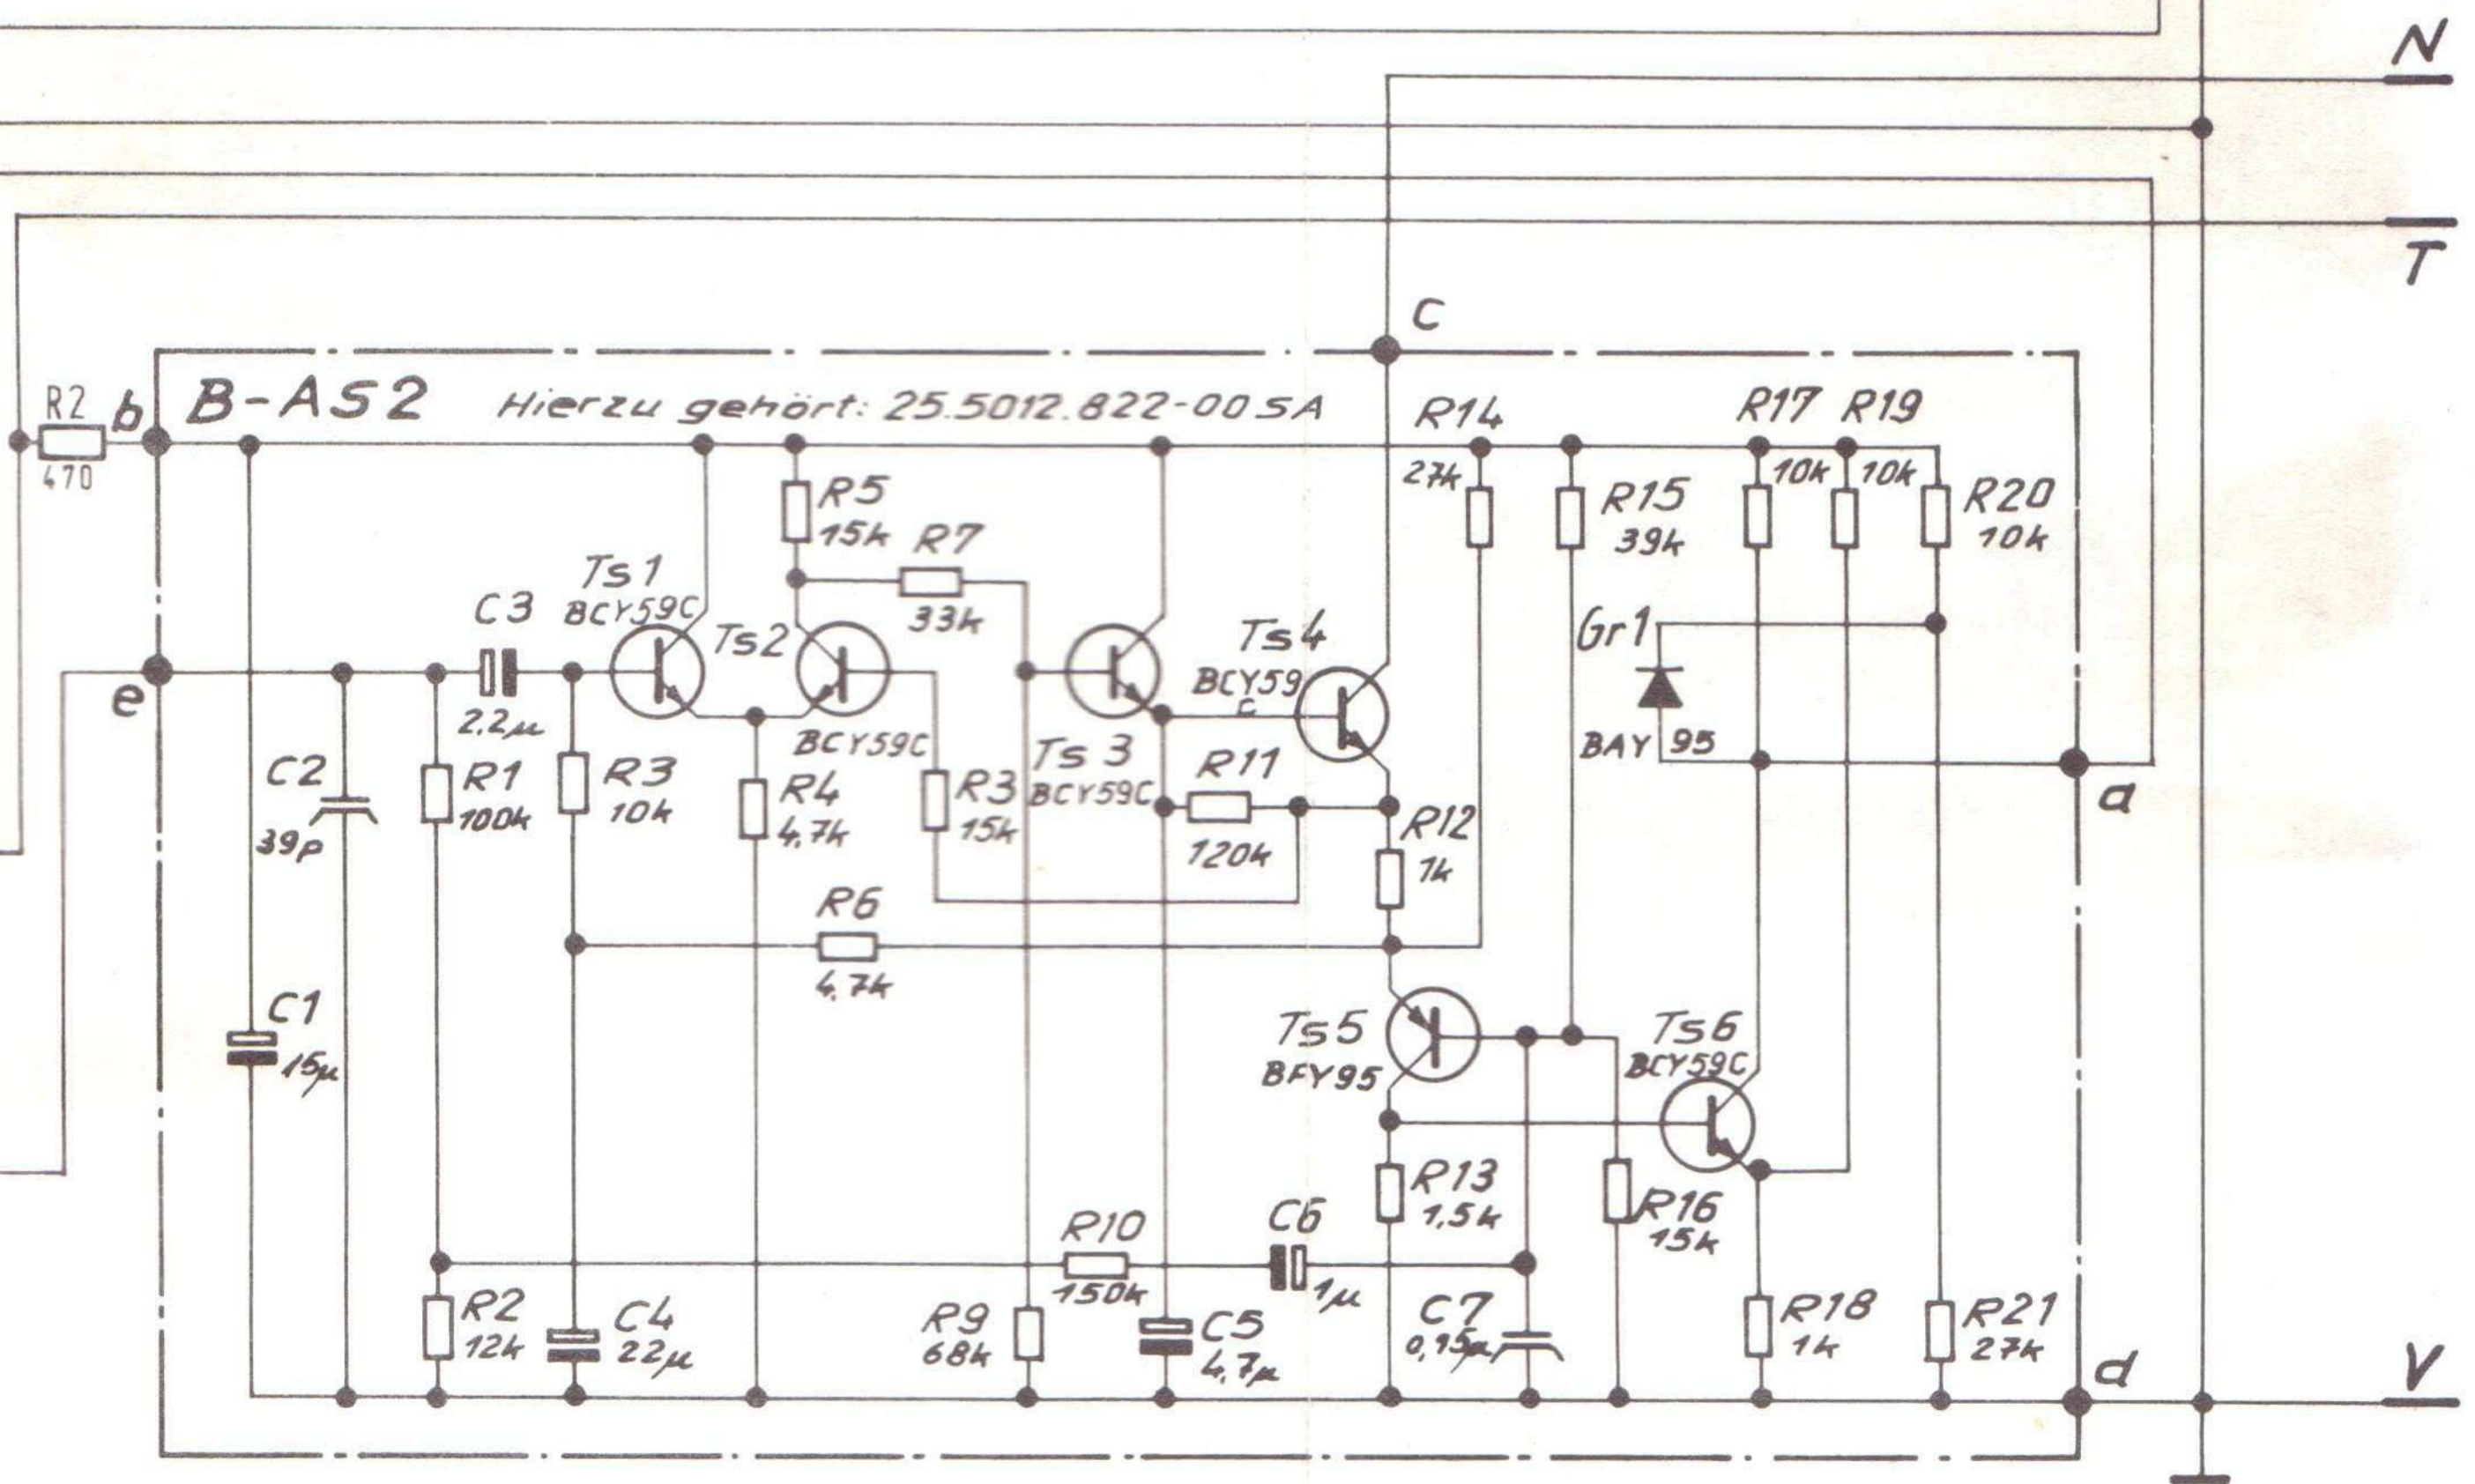 N
T
c
R2
470
b
B-AS2
Hierzu gehört: 25.5012.822-00SA
R14
27k
R17
10k
R19
10k
R5
15k
R7
33k
R15
39k
R20
10k
Ts1
BCY59C
C3
2,2µ
Ts2
BCY59C
Ts4
BCY59
C
Gr1
BAY95
e
C2
39p
R1
100k
R3
10k
R4
4,7k
R3
15k
Ts3
BCY59C
R11
120k
R12
1k
a
R6
4,7k
C1
15µ
Ts5
BFY95
Ts6
BCY59C
R13
1,5k
R16
15k
R10
150k
C6
1µ
R2
12k
C4
22µ
R9
68k
C5
4,7µ
C7
0,15µ
R18
1k
R21
27k
d
V